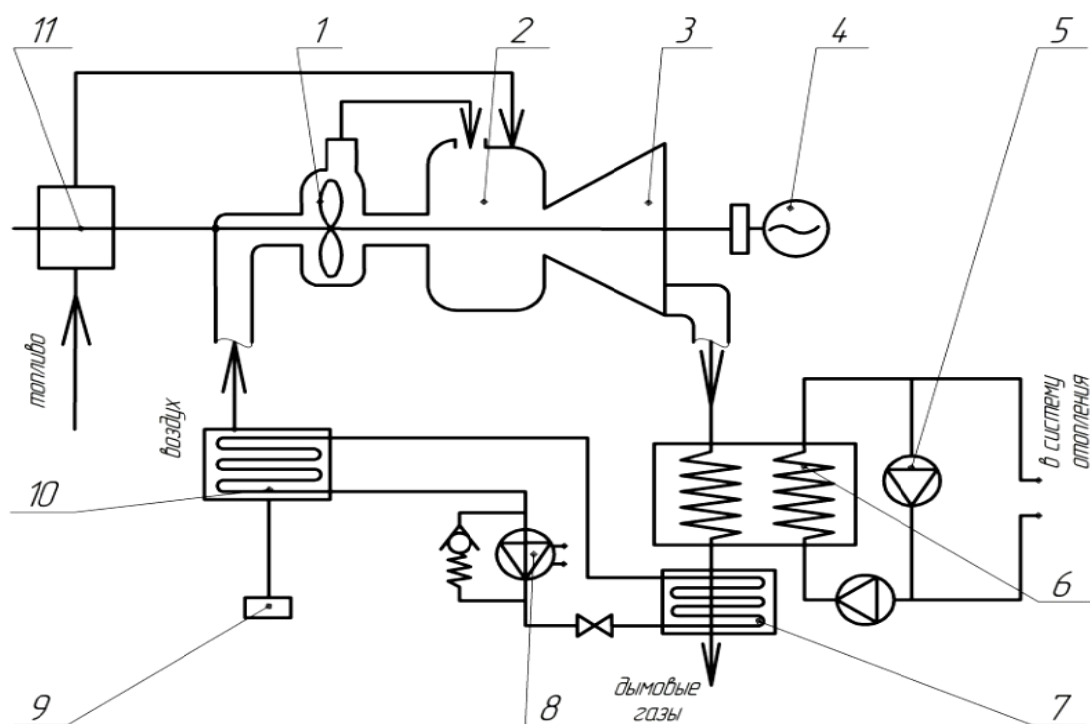 11
1
2
3
4
5
топливо
воздух
в систему
отопления
10
6
9
8
дымовые
газы
7